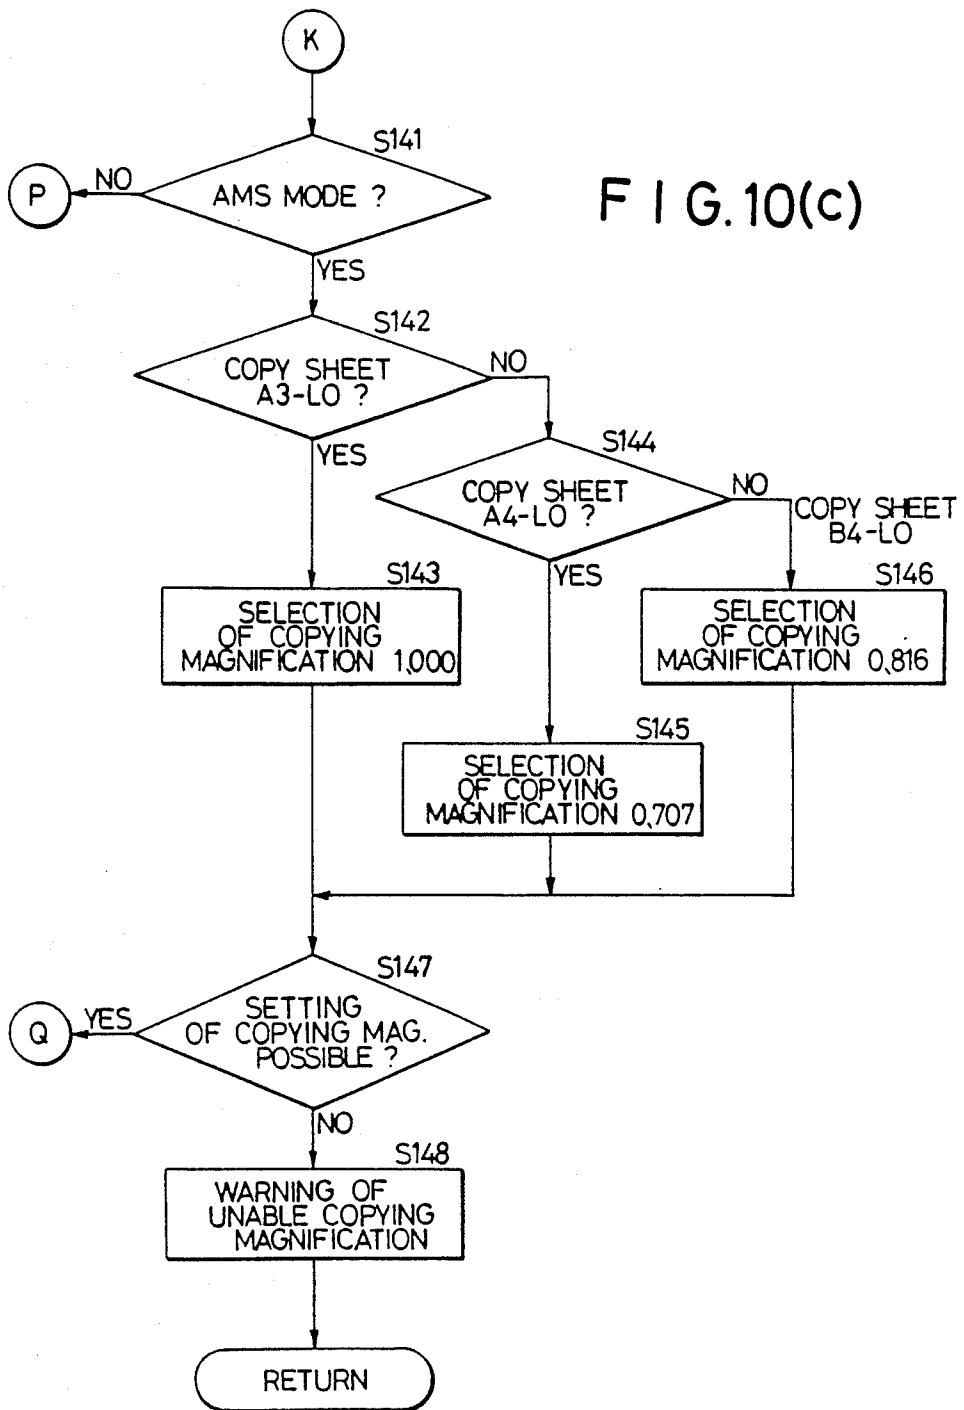 K
S141
P
NO
AMS MODE ?
F I G. 10(c)
YES
S142
COPY SHEET
A3-LO ?
NO
YES
S144
COPY SHEET
A4-LO ?
NO
COPY SHEET
B4-LO
YES
S143
SELECTION
OF COPYING
MAGNIFICATION 1.000
S146
SELECTION
OF COPYING
MAGNIFICATION 0.816
S145
SELECTION
OF COPYING
MAGNIFICATION 0.707
S147
Q
YES
SETTING
OF COPYING MAG.
POSSIBLE ?
NO
S148
WARNING OF
UNABLE COPYING
MAGNIFICATION
RETURN